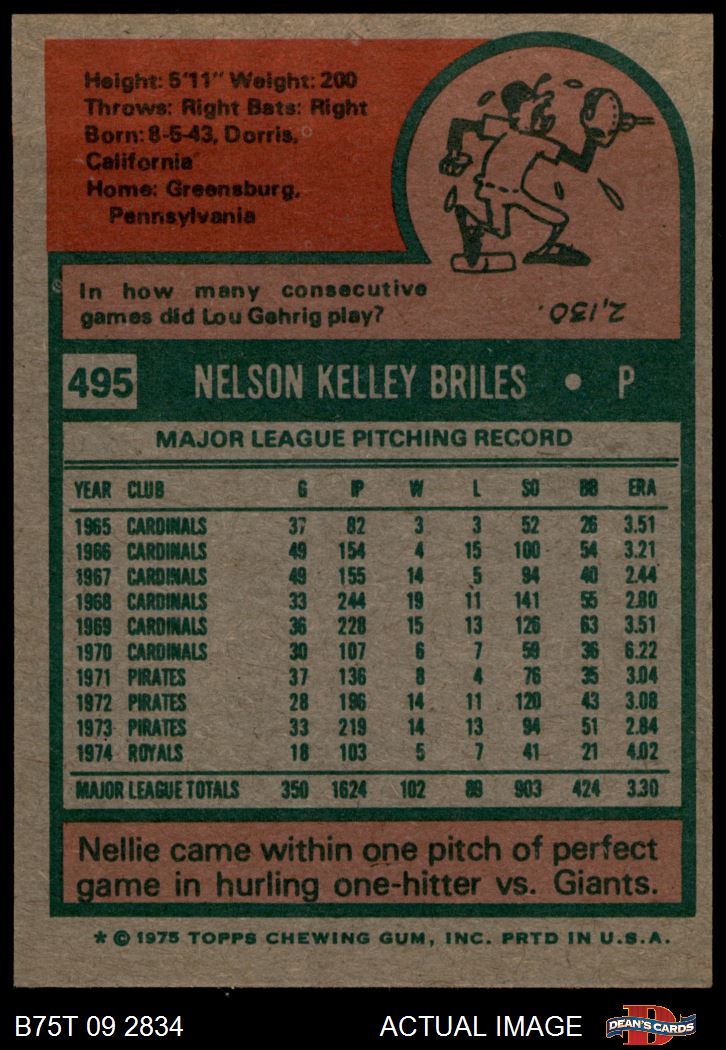 Height: 5'11" Weight: 200
Throws: Right Bats: Right
Born: 8-5-43, Dorris,
California
Home: Greensburg,
Pennsylvania
In how many consecutive
games did Lou Gehrig play?
2,130.
495 NELSON KELLEY BRILES • P
MAJOR LEAGUE PITCHING RECORD
YEAR CLUB G IP W L SO BB ERA
1965 CARDINALS 37 82 3 3 52 26 3.51
1966 CARDINALS 49 154 4 15 100 54 3.21
1967 CARDINALS 49 155 14 5 94 40 2.44
1968 CARDINALS 33 244 19 11 141 55 2.80
1969 CARDINALS 36 228 15 13 126 63 3.51
1970 CARDINALS 30 107 6 7 59 36 6.22
1971 PIRATES 37 136 8 4 76 35 3.04
1972 PIRATES 28 196 14 11 120 43 3.08
1973 PIRATES 33 219 14 13 94 51 2.84
1974 ROYALS 18 103 5 7 41 21 4.02
MAJOR LEAGUE TOTALS 350 1624 102 89 903 424 3.30
Nellie came within one pitch of perfect
game in hurling one-hitter vs. Giants.
* © 1975 TOPPS CHEWING GUM, INC. PRTD IN U.S.A.
B75T 09 2834 ACTUAL IMAGE D DEAN'S CARDS